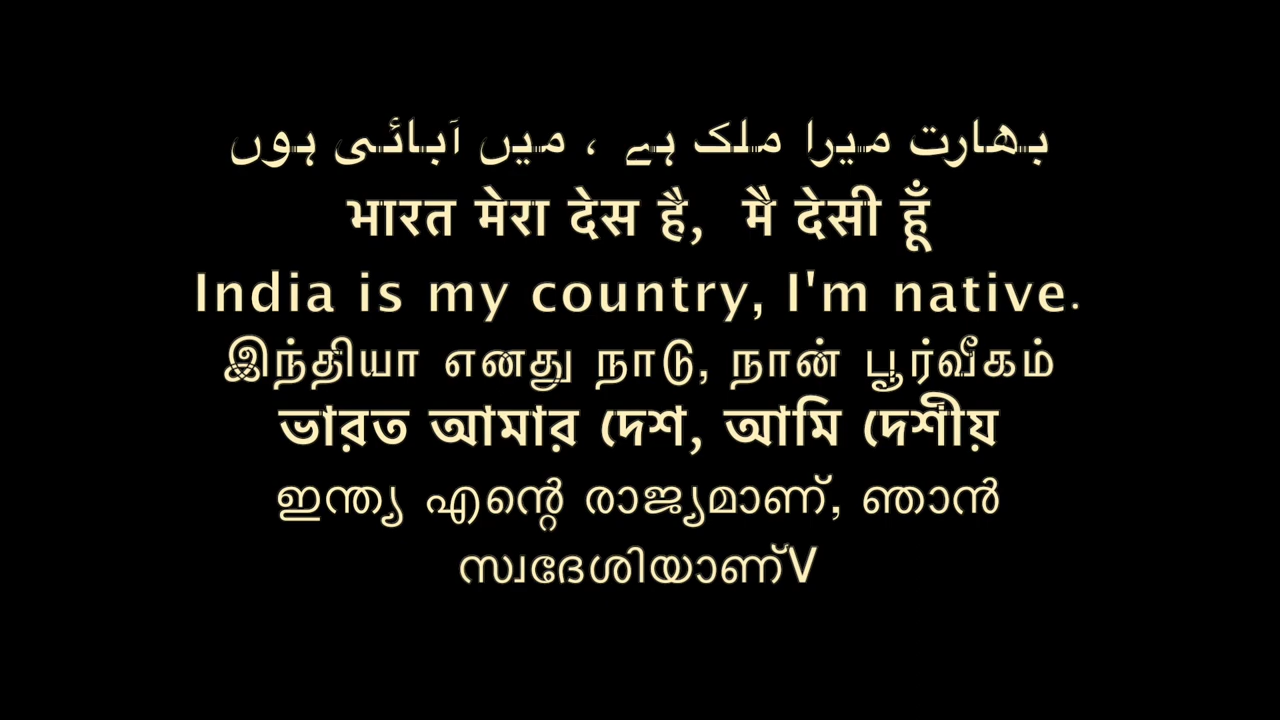 بھارت میرا ملک ہے ، میں آبائی ہوں
भारत मेरा देस है, मै देसी हूँ
India is my country, I'm native.
இந்தியா எனது நாடு, நான் பூர்வீகம்
ভারত আমার দেশ, আমি দেশীয়
ഇന്ത്യ എന്റെ രാജ്യമാണ്, ഞാൻ
സ്വദേശിയാണ്V